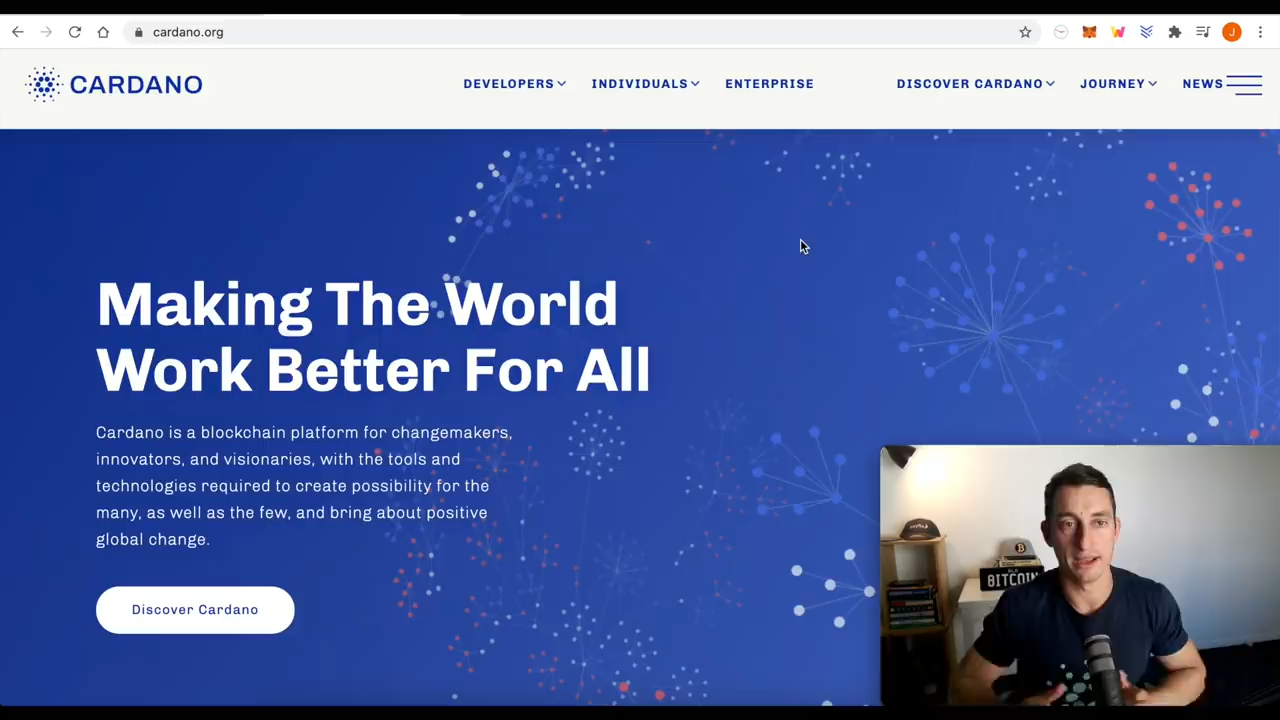 cardano.org
J
CARDANO
DEVELOPERS
INDIVIDUALS
ENTERPRISE
DISCOVER CARDANO
JOURNEY
NEWS
Making The World
Work Better For All
Cardano is a blockchain platform for changemakers,
innovators, and visionaries, with the tools and
technologies required to create possibility for the
many, as well as the few, and bring about positive
global change.
Discover Cardano
BITCOIN